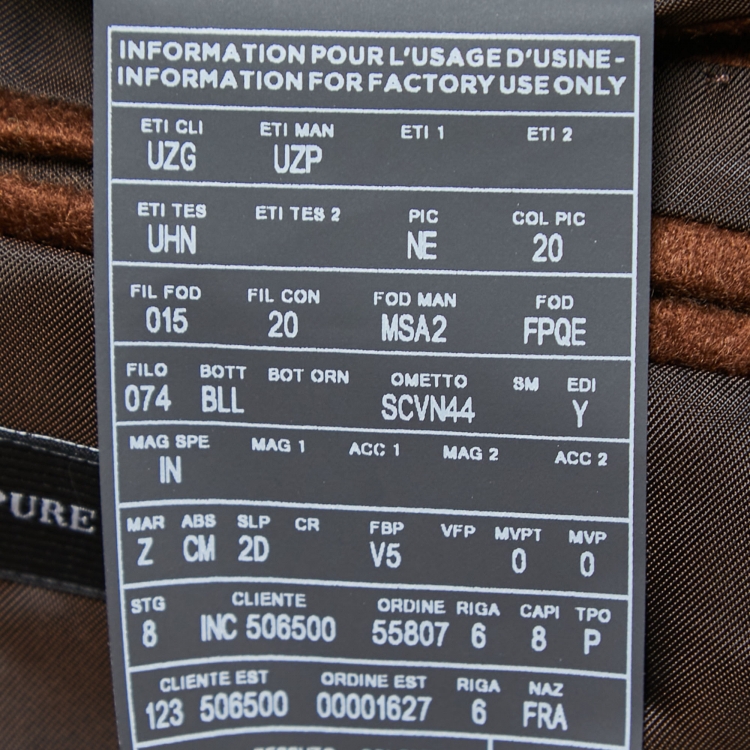 INFORMATION POUR L'USAGE D'USINE-
INFORMATION FOR FACTORY USE ONLY
ETI CLI ETI MAN ETI 1 ETI 2
UZG UZP
ETI TES ETI TES 2 PIC COL PIC
UHN NE 20
FIL FOD FIL CON FOD MAN FOD
015 20 MSA2 FPQE
FILO BOTT BOT ORN OMETTO SM EDI
074 BLL SCVN44 Y
MAG SPE MAG 1 ACC 1 MAG 2 ACC 2
IN
MAR ABS SLP CR FBP VFP MVPT MVP
Z CM 2D V5 0 0
STG CLIENTE ORDINE RIGA CAPI TPO
8 INC 506500 55807 6 8 P
CLIENTE EST ORDINE EST RIGA NAZ
123 506500 00001627 6 FRA
PURE